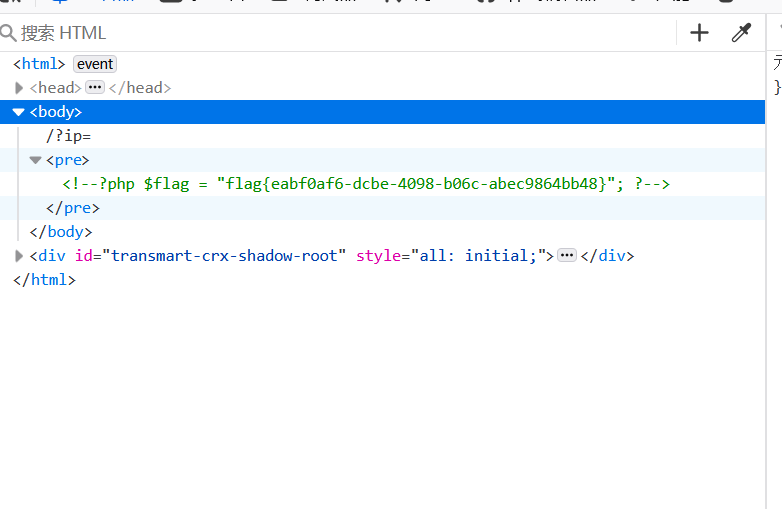 搜索 HTML
<html> event
<head> ••• </head>
<body>
/?ip=
<pre>
<!--?php $flag = "flag{eabf0af6-dcbe-4098-b06c-abec9864bb48}"; ?-->
</pre>
</body>
<div id="transmart-crx-shadow-root" style="all: initial;"> ••• </div>
</html>
}